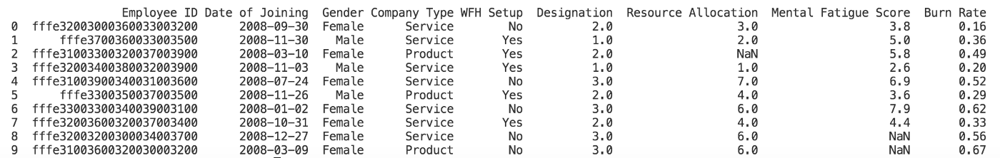 Employee ID Date of Joining Gender Company Type WFH Setup Designation Resource Allocation Mental Fatigue Score Burn Rate
0 fffe32003000360033003200 2008-09-30 Female Service No 2.0 3.0 3.8 0.16
1 fffe3700360033003500 2008-11-30 Male Service Yes 1.0 2.0 5.0 0.36
2 fffe31003300320037003900 2008-03-10 Female Product Yes 2.0 NaN 5.8 0.49
3 fffe32003400380032003900 2008-11-03 Male Service Yes 1.0 1.0 2.6 0.20
4 fffe31003900340031003600 2008-07-24 Female Service No 3.0 7.0 6.9 0.52
5 fffe3300350037003500 2008-11-26 Male Product Yes 2.0 4.0 3.6 0.29
6 fffe33003300340039003100 2008-01-02 Female Service No 3.0 6.0 7.9 0.62
7 fffe32003600320037003400 2008-10-31 Female Service Yes 2.0 4.0 4.4 0.33
8 fffe32003200300034003700 2008-12-27 Female Service No 3.0 6.0 NaN 0.56
9 fffe31003600320030003200 2008-03-09 Female Product No 3.0 6.0 NaN 0.67